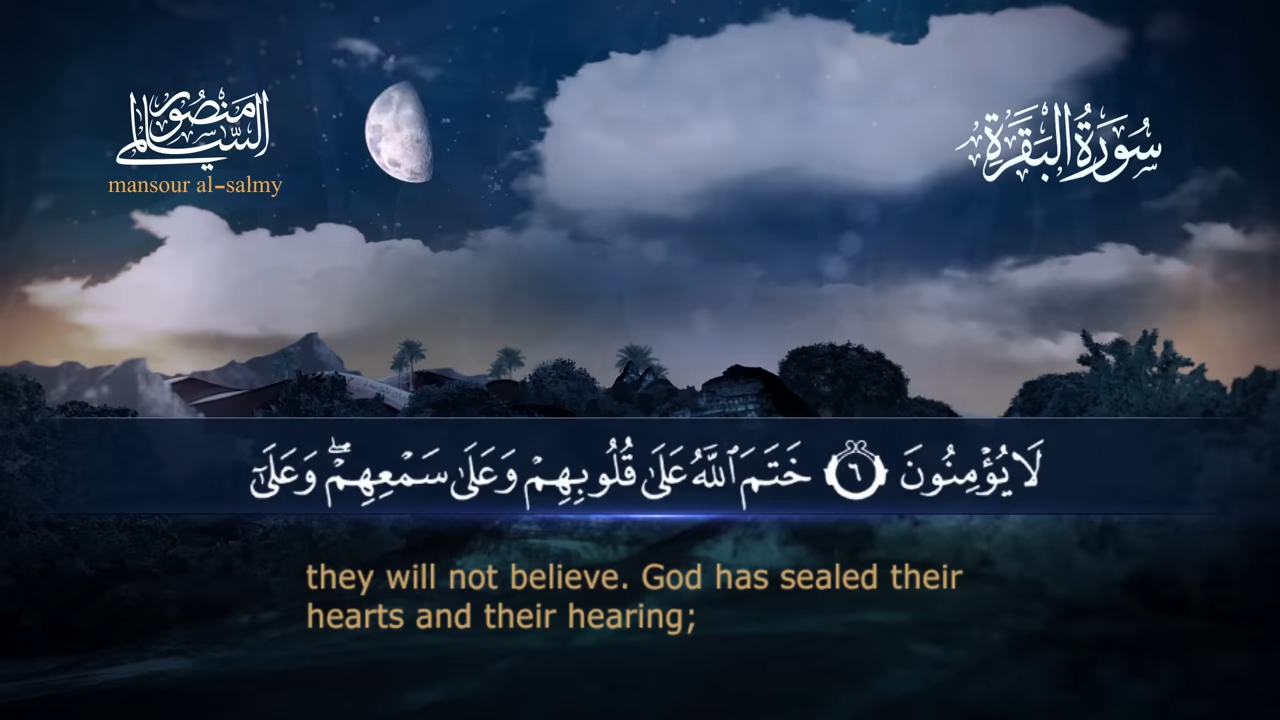 منصور السالمي
mansour al-salmy
سُورَةُ البَقَرَةِ
لَا يُؤْمِنُونَ ٦ خَتَمَ ٱللَّهُ عَلَىٰ قُلُوبِهِمْ وَعَلَىٰ سَمْعِهِمْ ۖ وَعَلَىٰٓ
they will not believe. God has sealed their
hearts and their hearing;